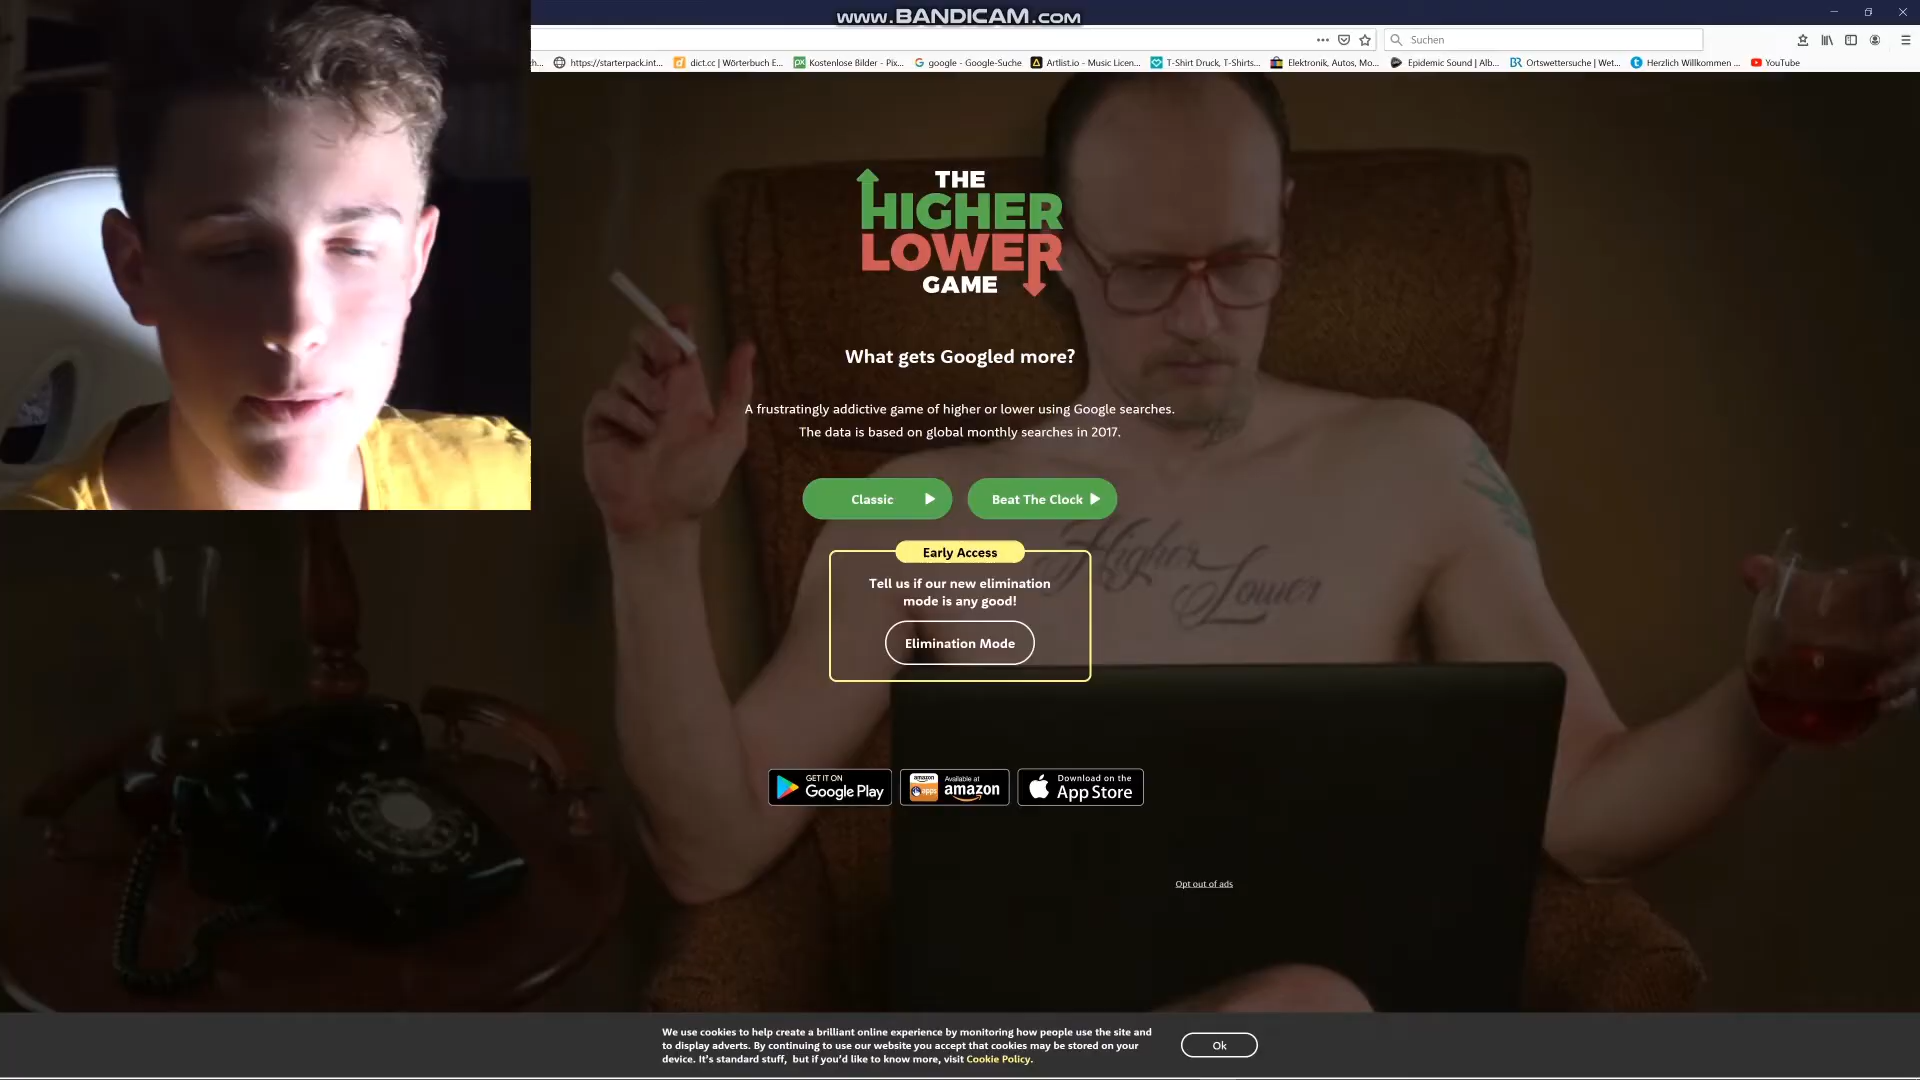 www.BANDICAM.com
Suchen
https://starterpack.int...
dict.cc | Wörterbuch E...
Kostenlose Bilder - Pix...
google - Google-Suche
Artlist.io - Music Licen...
T-Shirt Druck, T-Shirts...
Elektronik, Autos, Mo...
Epidemic Sound | Alb...
Ortswettersuche | Wet...
Herzlich Willkommen ...
YouTube
THE
HIGHER
LOWER
GAME
What gets Googled more?
A frustratingly addictive game of higher or lower using Google searches.
The data is based on global monthly searches in 2017.
Classic
Beat The Clock
Higher
Lower
Early Access
Tell us if our new elimination
mode is any good!
Elimination Mode
GET IT ON
Google Play
amazon
apps
Available at
amazon
Download on the
App Store
Opt out of ads
We use cookies to help create a brilliant online experience by monitoring how people use the site and
to display adverts. By continuing to use our website you accept that cookies may be stored on your
device. It's standard stuff, but if you'd like to know more, visit Cookie Policy.
Ok